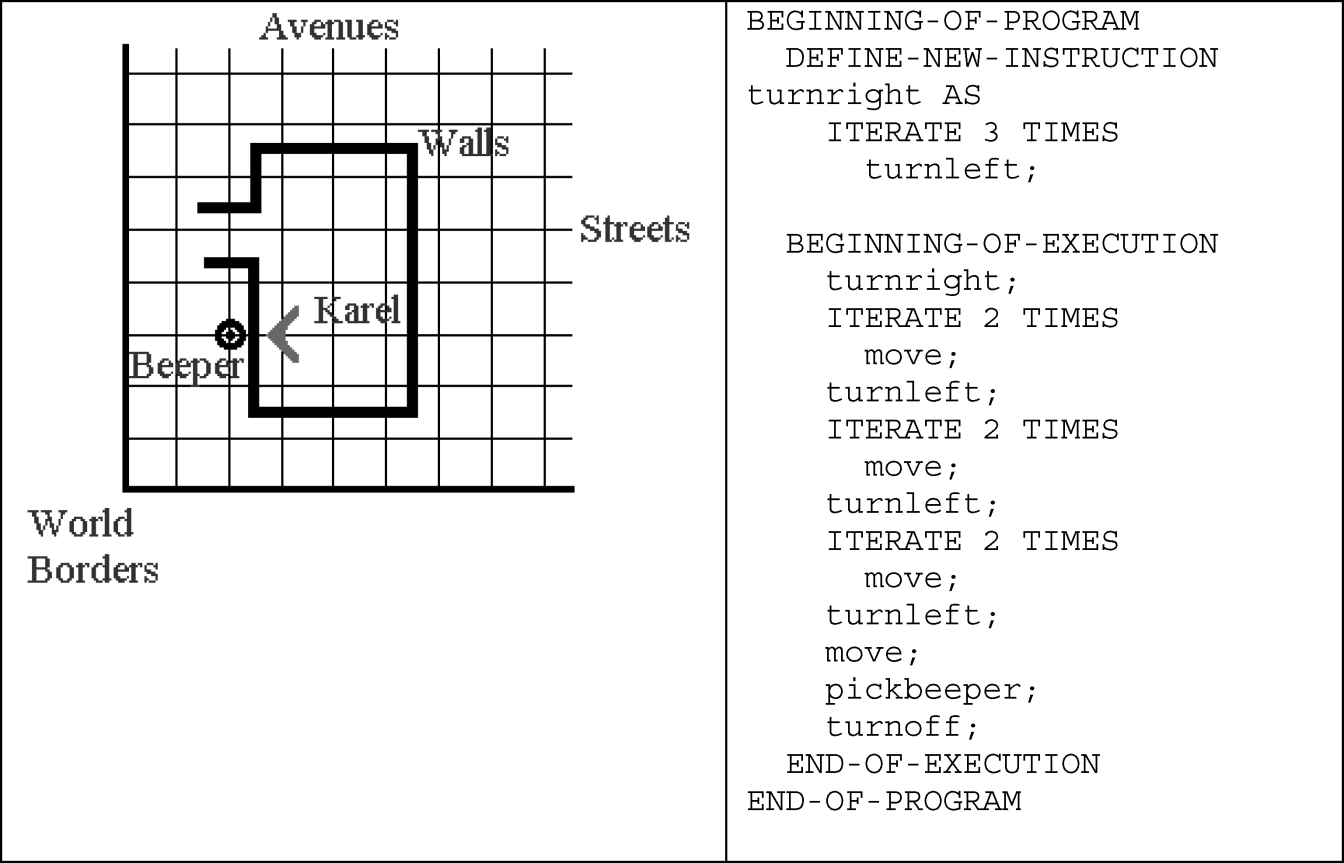 Avenues
Walls
Streets
Karel
Beeper
World
Borders
BEGINNING-OF-PROGRAM
DEFINE-NEW-INSTRUCTION
turnright AS
ITERATE 3 TIMES
turnleft;
BEGINNING-OF-EXECUTION
turnright;
ITERATE 2 TIMES
move;
turnleft;
ITERATE 2 TIMES
move;
turnleft;
ITERATE 2 TIMES
move;
turnleft;
move;
pickbeeper;
turnoff;
END-OF-EXECUTION
END-OF-PROGRAM